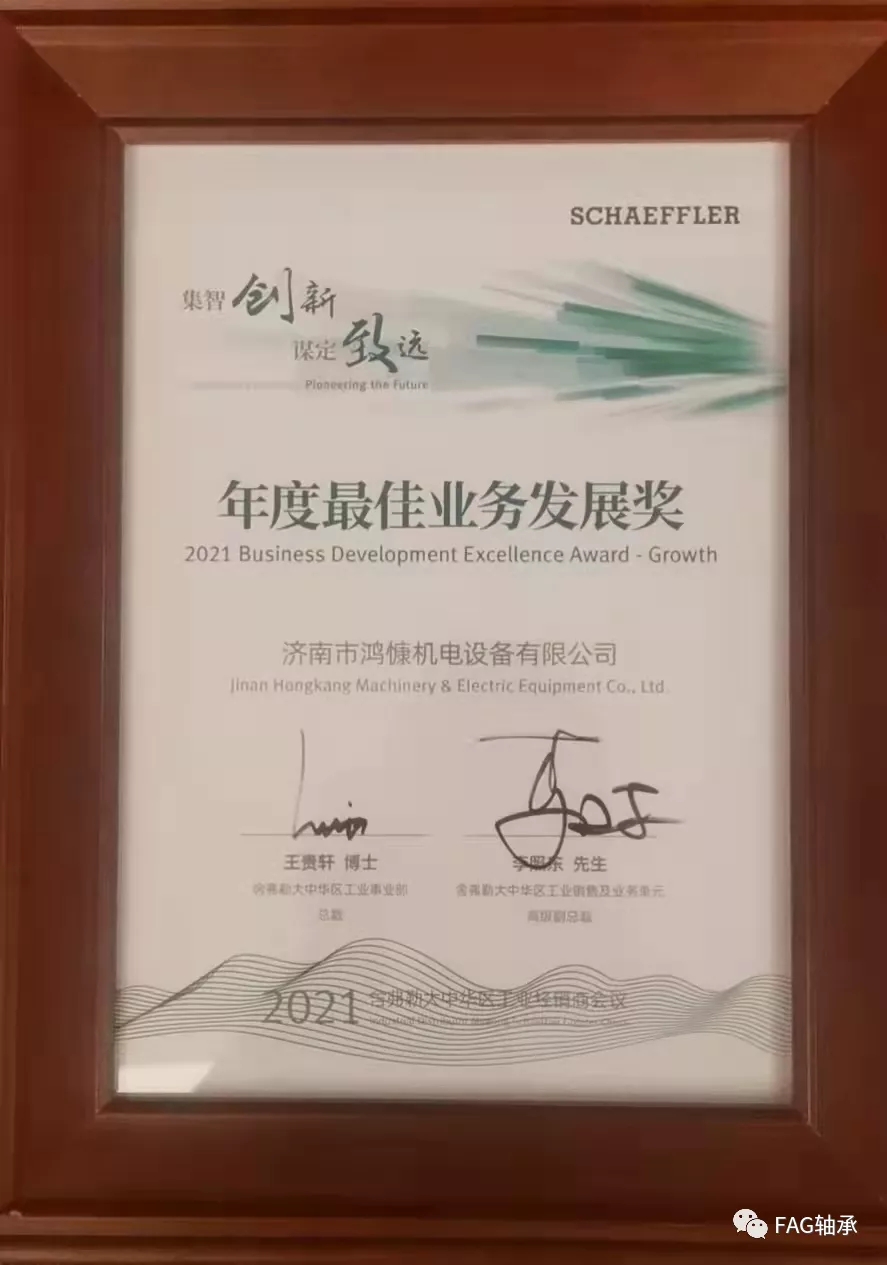 SCHAEFFLER
集智创新
谋定致远
Pioneering the Future
年度最佳业务发展奖
2021 Business Development Excellence Award - Growth
济南市鸿慷机电设备有限公司
Jinan Hongkang Machinery & Electric Equipment Co., Ltd.
王贵轩 博士
李照东 先生
舍弗勒大中华区工业事业部
舍弗勒大中华区工业销售及业务单元
总裁
高级副总裁
2021 舍弗勒大中华区工业经销商会议
FAG轴承